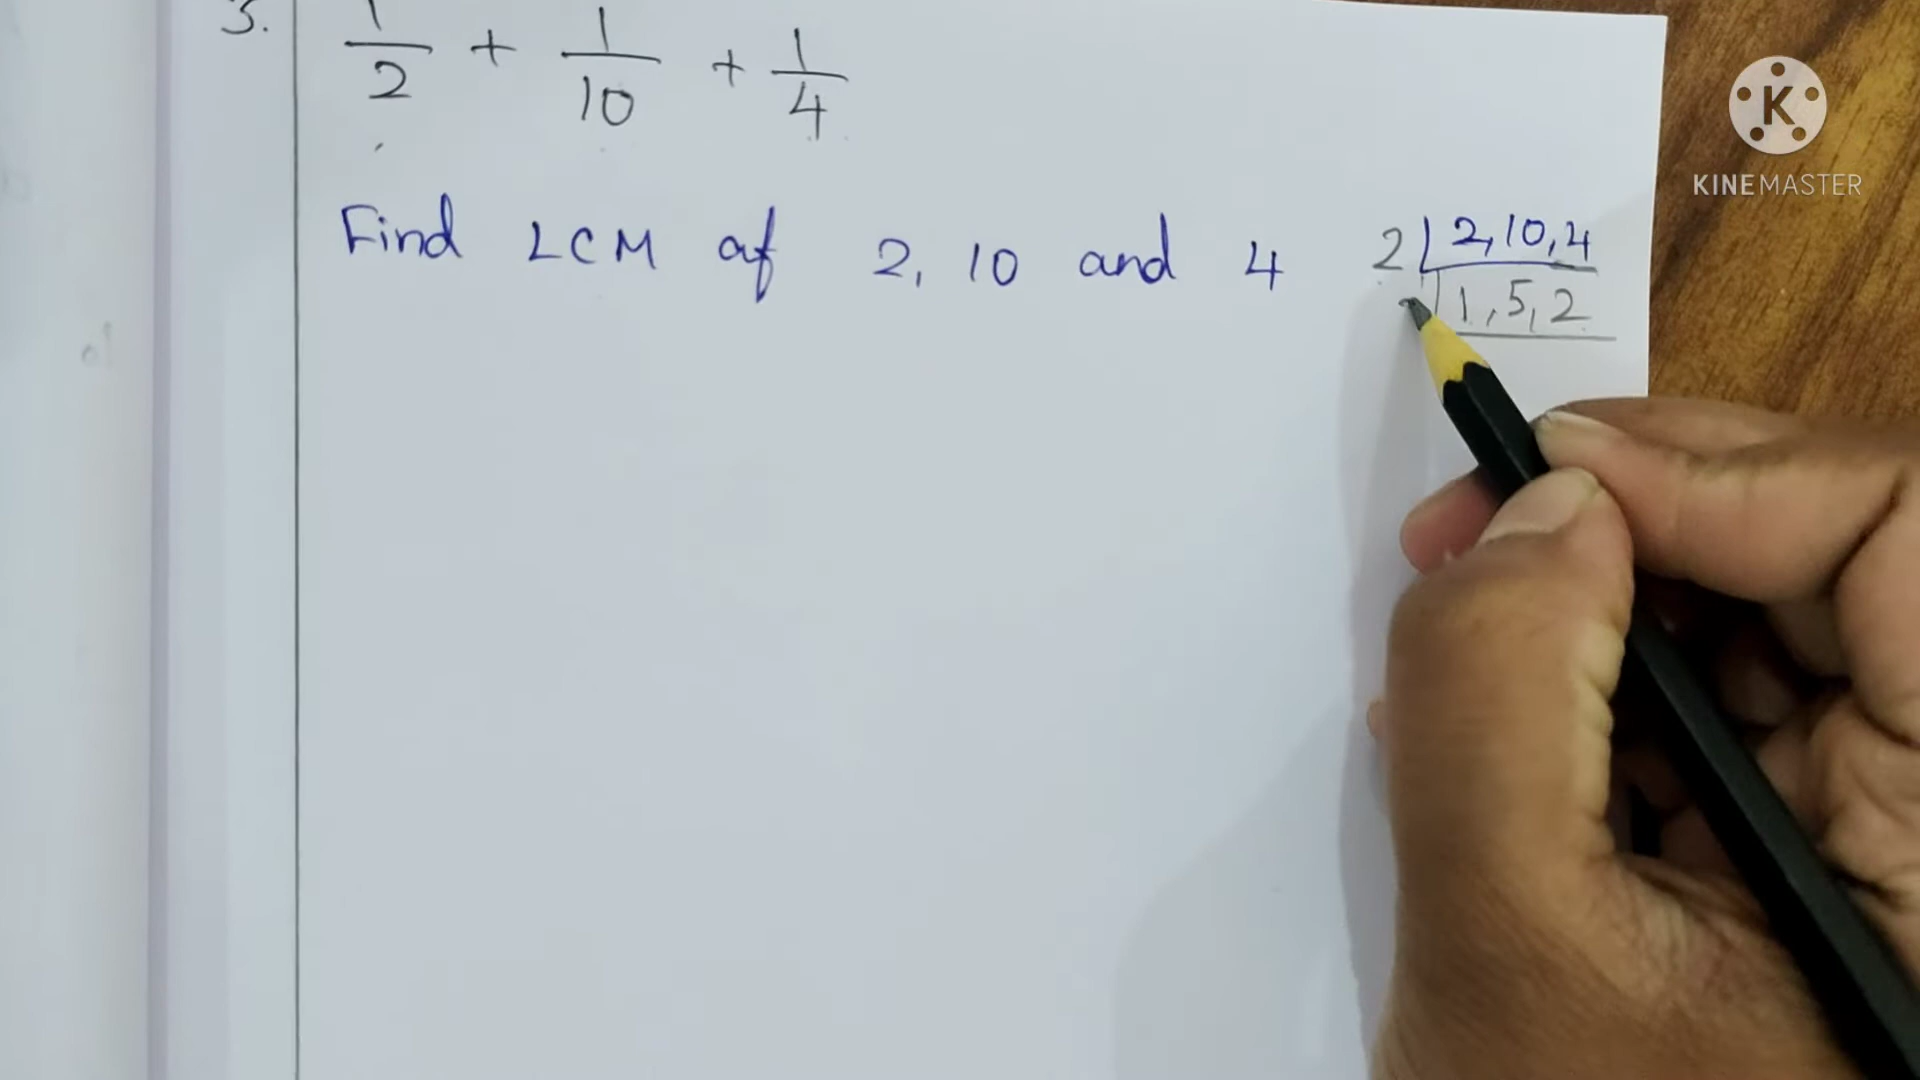 3.
1/2 + 1/10 + 1/4
Find LCM of 2, 10 and 4
2 | 2, 10, 4
1, 5, 2
K
KINEMASTER